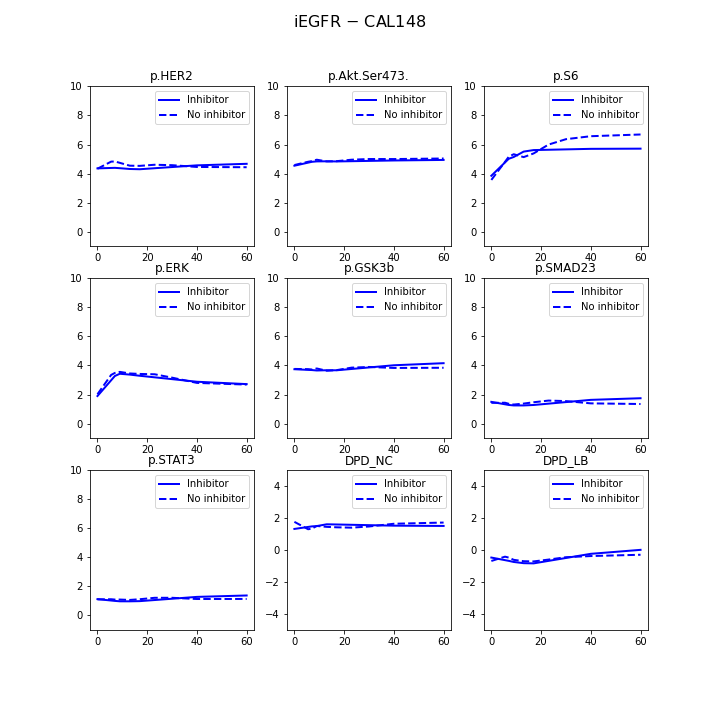 iEGFR − CAL148
p.HER2
p.Akt.Ser473.
p.S6
10
8
6
4
2
0
Inhibitor
No inhibitor
0 20 40 60
10
8
6
4
2
0
Inhibitor
No inhibitor
0 20 40 60
10
8
6
4
2
0
Inhibitor
No inhibitor
0 20 40 60
p.ERK
p.GSK3b
p.SMAD23
10
8
6
4
2
0
Inhibitor
No inhibitor
0 20 40 60
10
8
6
4
2
0
Inhibitor
No inhibitor
0 20 40 60
10
8
6
4
2
0
Inhibitor
No inhibitor
0 20 40 60
p.STAT3
DPD_NC
DPD_LB
10
8
6
4
2
0
Inhibitor
No inhibitor
0 20 40 60
4
2
0
−2
−4
Inhibitor
No inhibitor
0 20 40 60
4
2
0
−2
−4
Inhibitor
No inhibitor
0 20 40 60